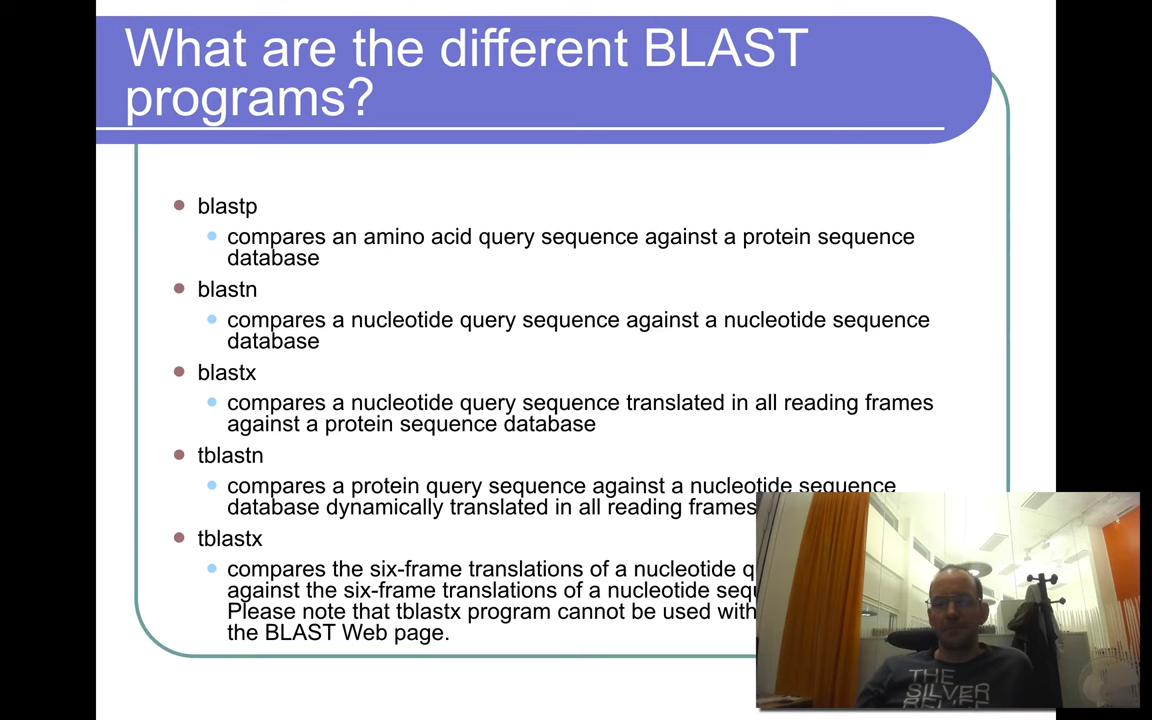 What are the different BLAST
programs?
blastp
compares an amino acid query sequence against a protein sequence
database
blastn
compares a nucleotide query sequence against a nucleotide sequence
database
blastx
compares a nucleotide query sequence translated in all reading frames
against a protein sequence database
tblastn
compares a protein query sequence against a nucleotide sequence
database dynamically translated in all reading frames
tblastx
compares the six-frame translations of a nucleotide
against the six-frame translations of a nucleotide
Please note that tblastx program cannot be used with
the BLAST Web page.
THE
SILVER